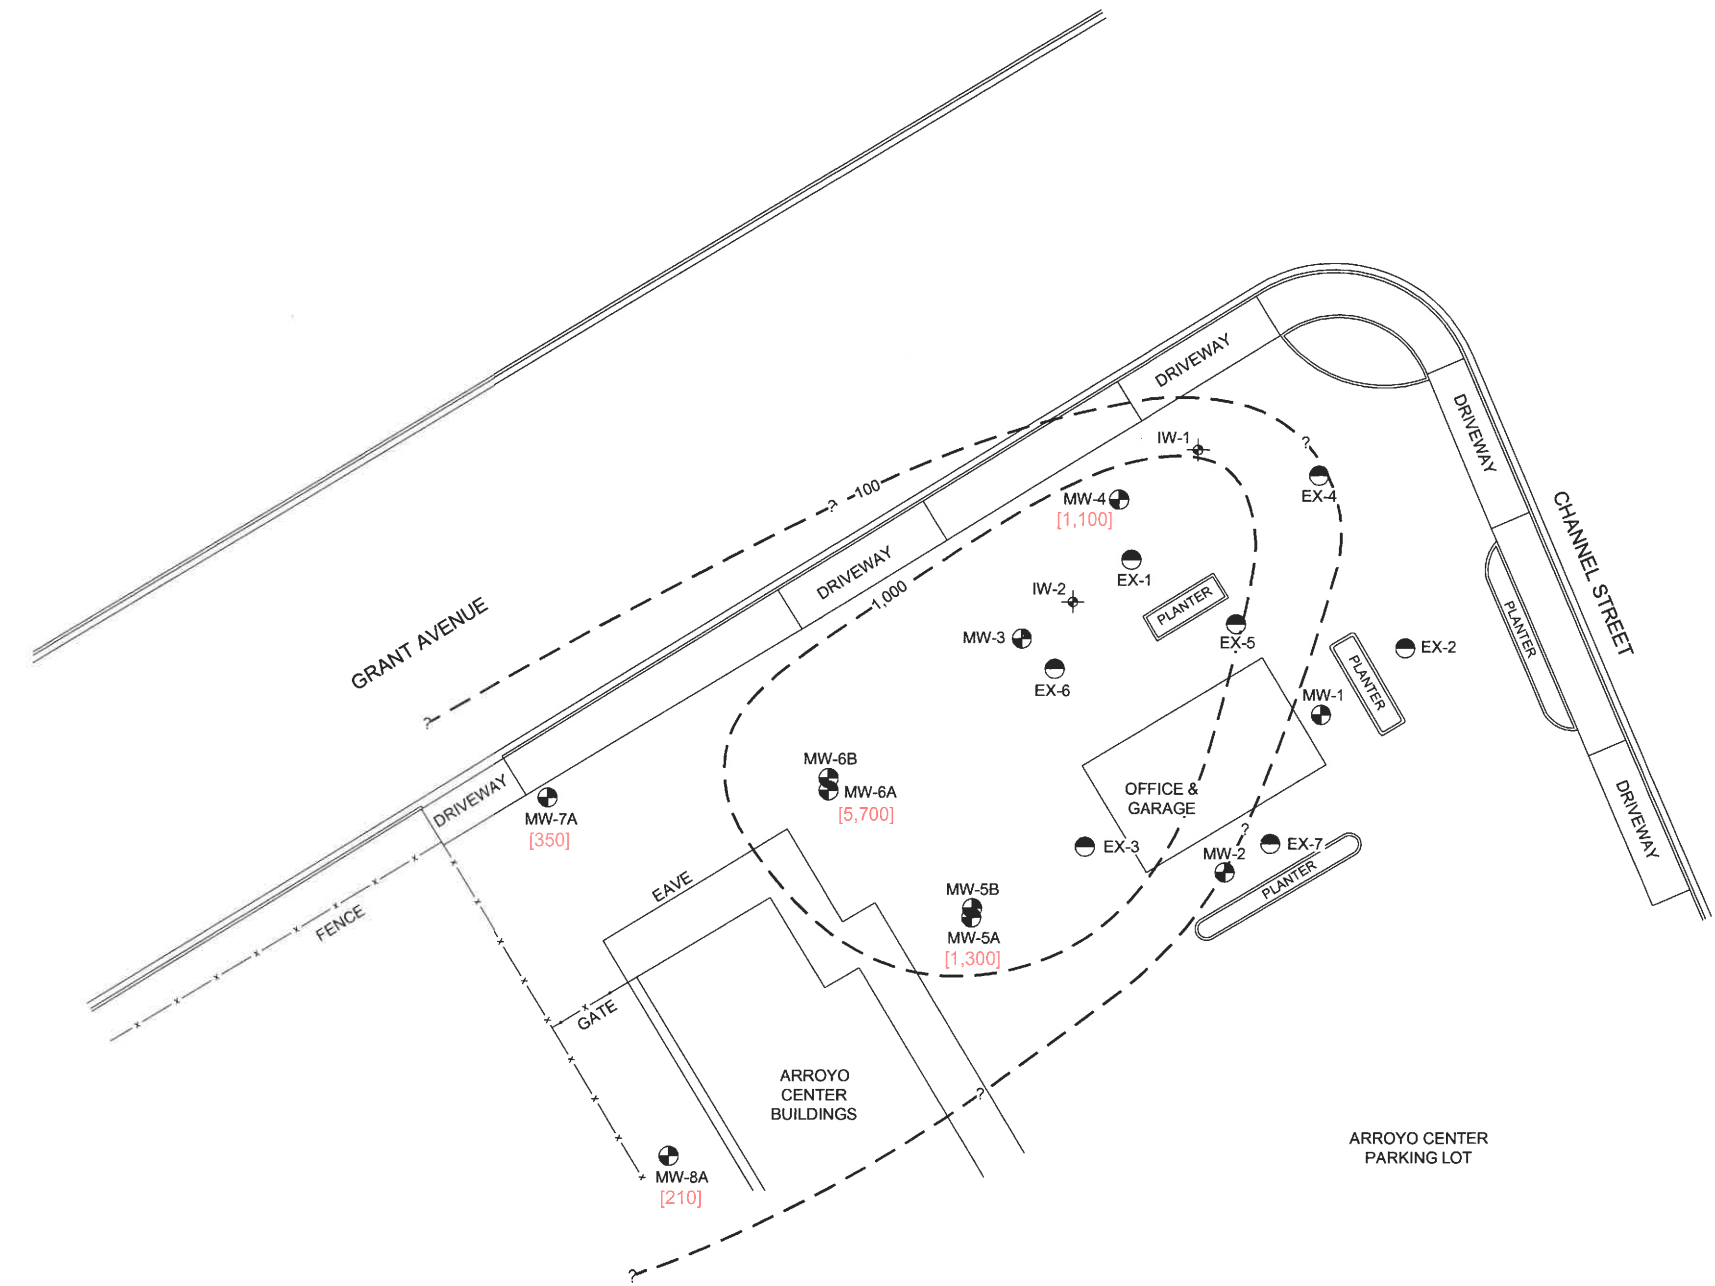 DRIVEWAY
IW-1
?
EX-4
?
100
MW-4
[1,100]
CHANNEL STREET
DRIVEWAY
DRIVEWAY
EX-1
1,000
IW-2
PLANTER
GRANT AVENUE
MW-3
EX-5
EX-6
PLANTER
EX-2
PLANTER
MW-1
?
MW-6B
MW-6A
[5,700]
DRIVEWAY
MW-7A
[350]
OFFICE &
GARAGE
DRIVEWAY
?
EX-3
MW-2
EX-7
PLANTER
EAVE
MW-5B
MW-5A
[1,300]
FENCE
GATE
ARROYO
CENTER
BUILDINGS
?
ARROYO CENTER
PARKING LOT
MW-8A
[210]
?